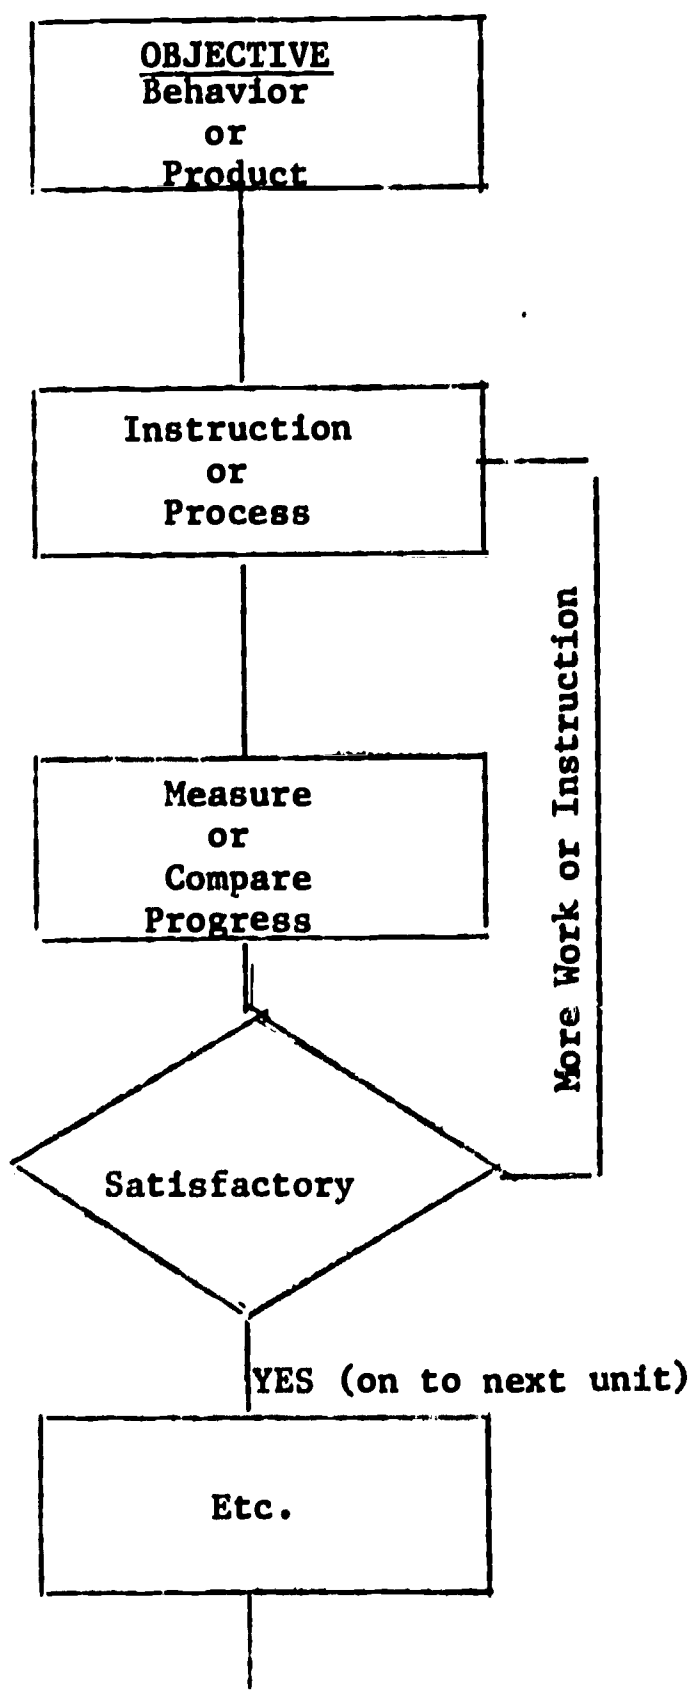 OBJECTIVE
Behavior
or
Product
Instruction
or
Process
More Work or Instruction
Measure
or
Compare
Progress
Satisfactory
YES (on to next unit)
Etc.